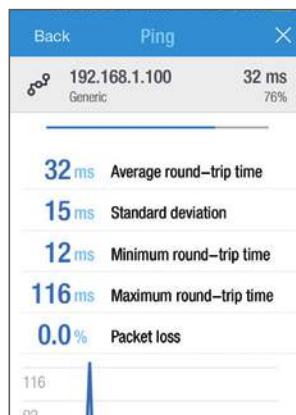 Back Ping
192.168.1.100 32 ms
Generic 76%
32 ms Average round-trip time
15 ms Standard deviation
12 ms Minimum round-trip time
116 ms Maximum round-trip time
0.0 % Packet loss
116